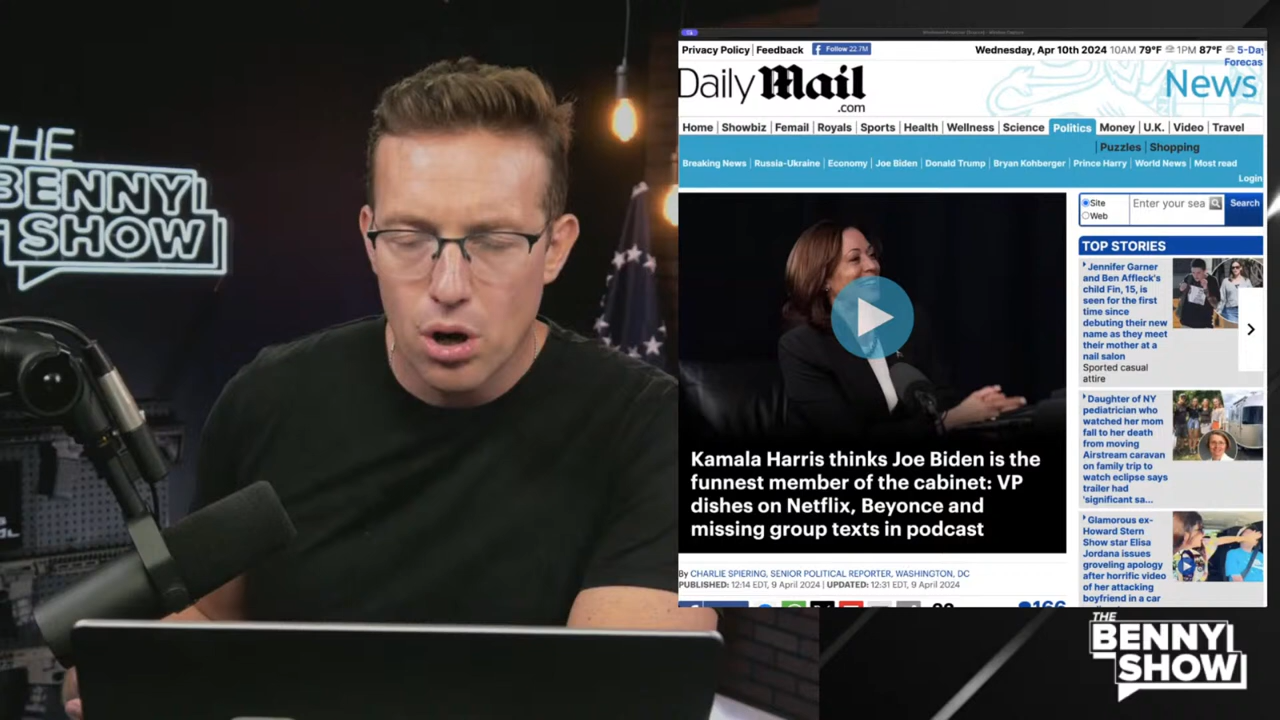 THE
BENNY
SHOW
Privacy Policy | Feedback
Follow 22.7M
Wednesday, Apr 10th 2024 10AM 79°F 1PM 87°F 5-Day
Forecas
Daily Mail
.com
News
Home | Showbiz | Femail | Royals | Sports | Health | Wellness | Science | Politics | Money | U.K. | Video | Travel
| Puzzles | Shopping
Breaking News | Russia-Ukraine | Economy | Joe Biden | Donald Trump | Bryan Kohberger | Prince Harry | World News | Most read
Login
Site
Web
Enter your sea
Search
Kamala Harris thinks Joe Biden is the
funnest member of the cabinet: VP
dishes on Netflix, Beyonce and
missing group texts in podcast
By CHARLIE SPIERING, SENIOR POLITICAL REPORTER, WASHINGTON, DC
PUBLISHED: 12:14 EDT, 9 April 2024 | UPDATED: 12:31 EDT, 9 April 2024
TOP STORIES
Jennifer Garner
and Ben Affleck's
child Fin, 15, is
seen for the first
time since
debuting their new
name as they meet
their mother at a
nail salon
Sported casual
attire
Daughter of NY
pediatrician who
watched her mom
fall to her death
from moving
Airstream caravan
on family trip to
watch eclipse says
trailer had
'significant sa...
Glamorous ex-
Howard Stern
Show star Elisa
Jordana issues
groveling apology
after horrific video
of her attacking
boyfriend in a car
THE
BENNY
SHOW